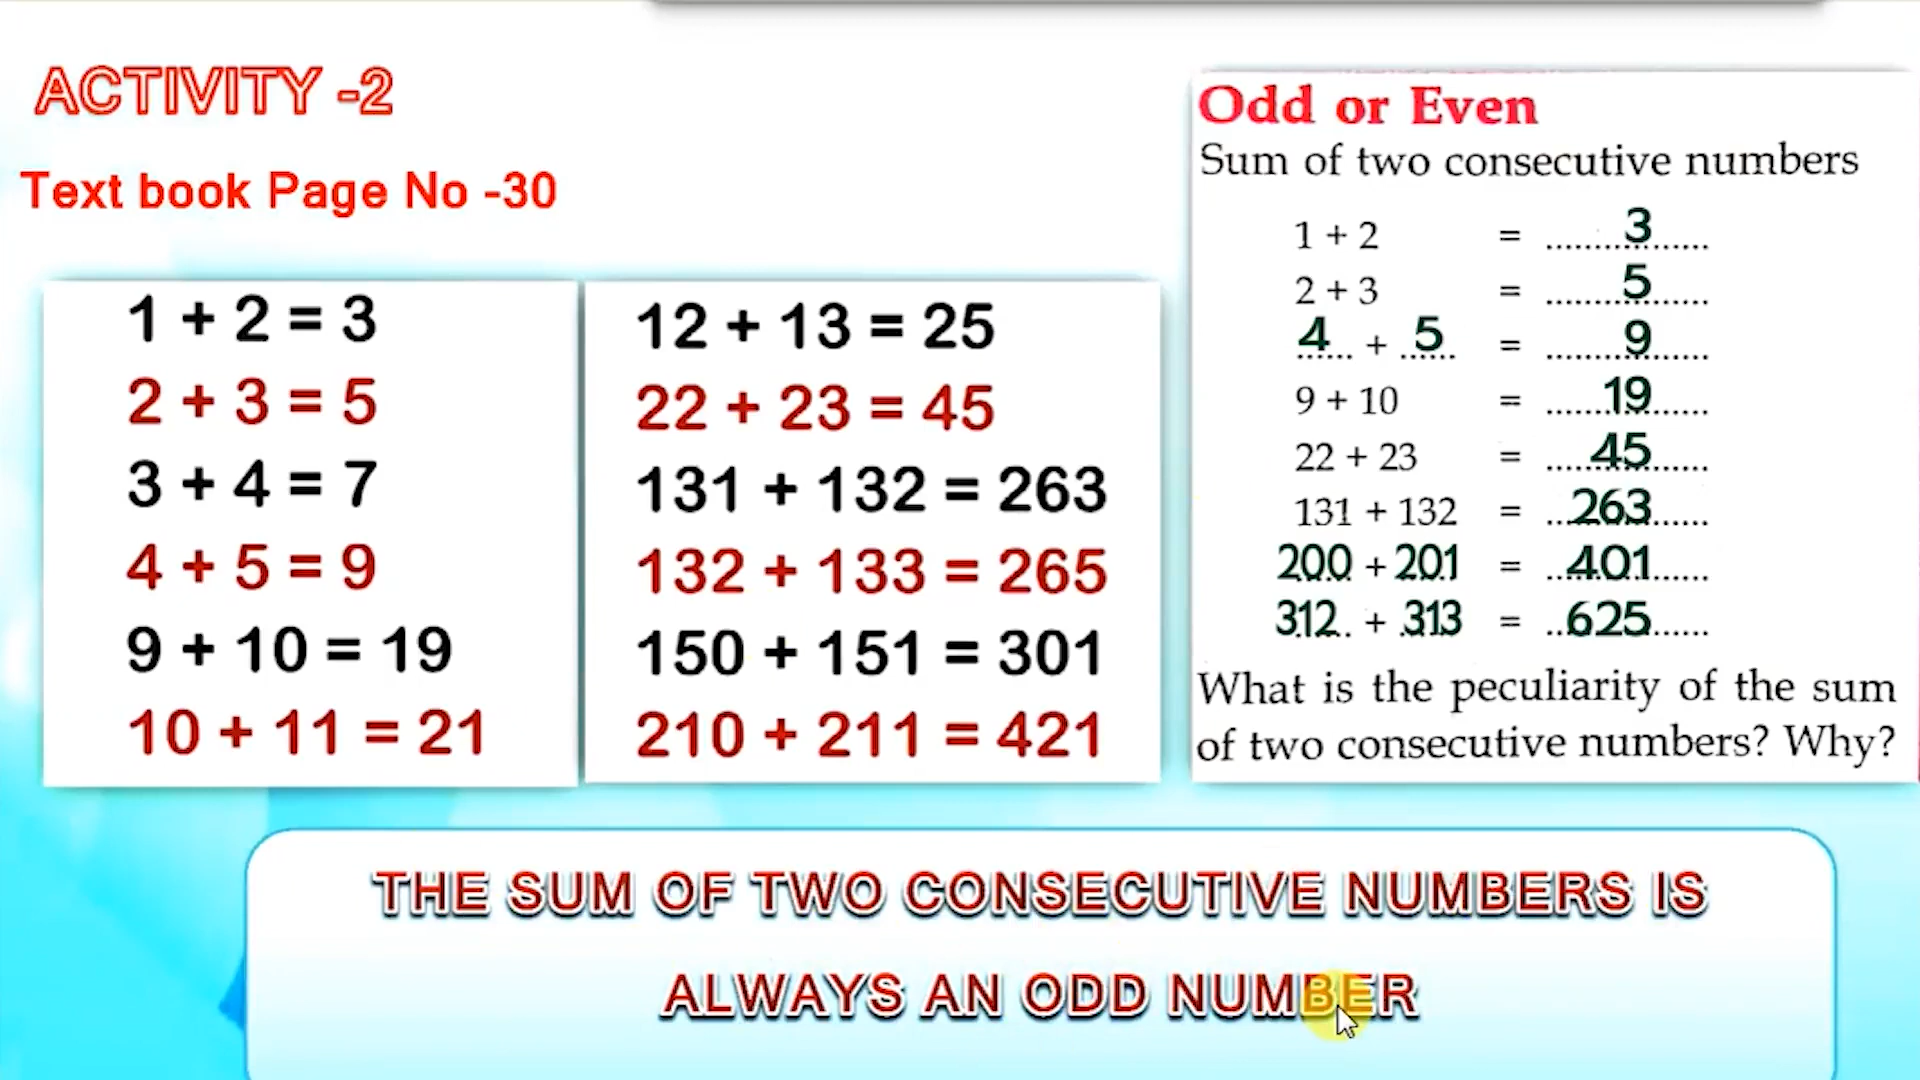 ACTIVITY -2
Text book Page No -30
1 + 2 = 3
2 + 3 = 5
3 + 4 = 7
4 + 5 = 9
9 + 10 = 19
10 + 11 = 21
12 + 13 = 25
22 + 23 = 45
131 + 132 = 263
132 + 133 = 265
150 + 151 = 301
210 + 211 = 421
Odd or Even
Sum of two consecutive numbers
1 + 2 = 3
2 + 3 = 5
4 + 5 = 9
9 + 10 = 19
22 + 23 = 45
131 + 132 = 263
200 + 201 = 401
312 + 313 = 625
What is the peculiarity of the sum
of two consecutive numbers? Why?
THE SUM OF TWO CONSECUTIVE NUMBERS IS
ALWAYS AN ODD NUMBER